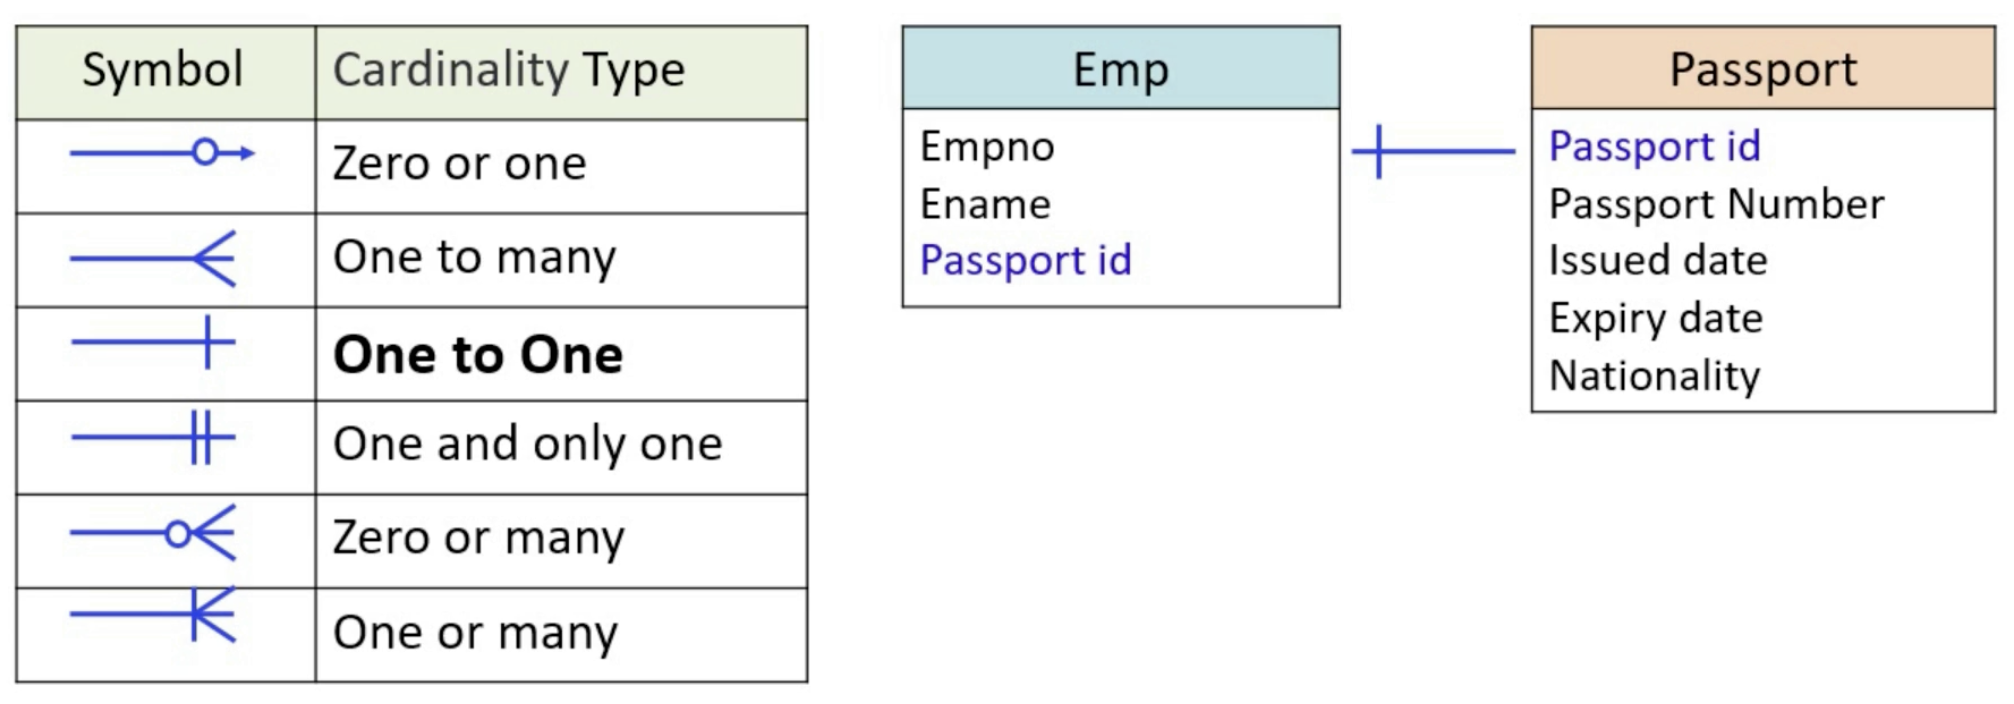 Symbol Cardinality Type
Zero or one
One to many
One to One
One and only one
Zero or many
One or many
Emp
Empno
Ename
Passport id
Passport
Passport id
Passport Number
Issued date
Expiry date
Nationality